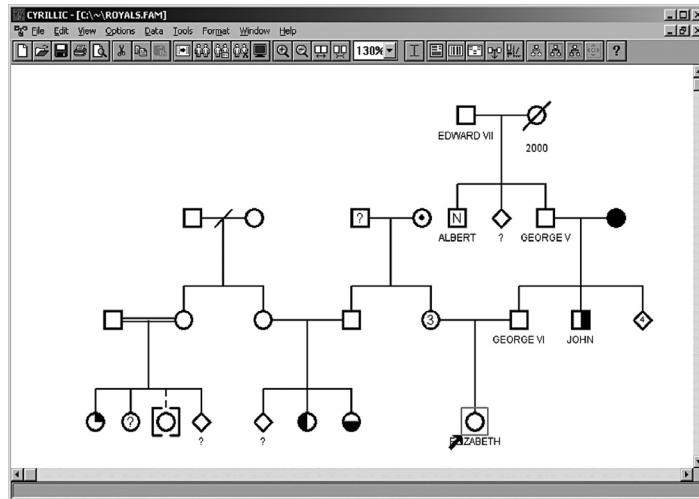 CYRILLIC - [C:\~\ROYALS.FAM]
File Edit View Options Data Tools Format Window Help
130% ?
EDWARD VII
2000
? N
ALBERT ? GEORGE V
3 4
GEORGE VI JOHN
?
? ?